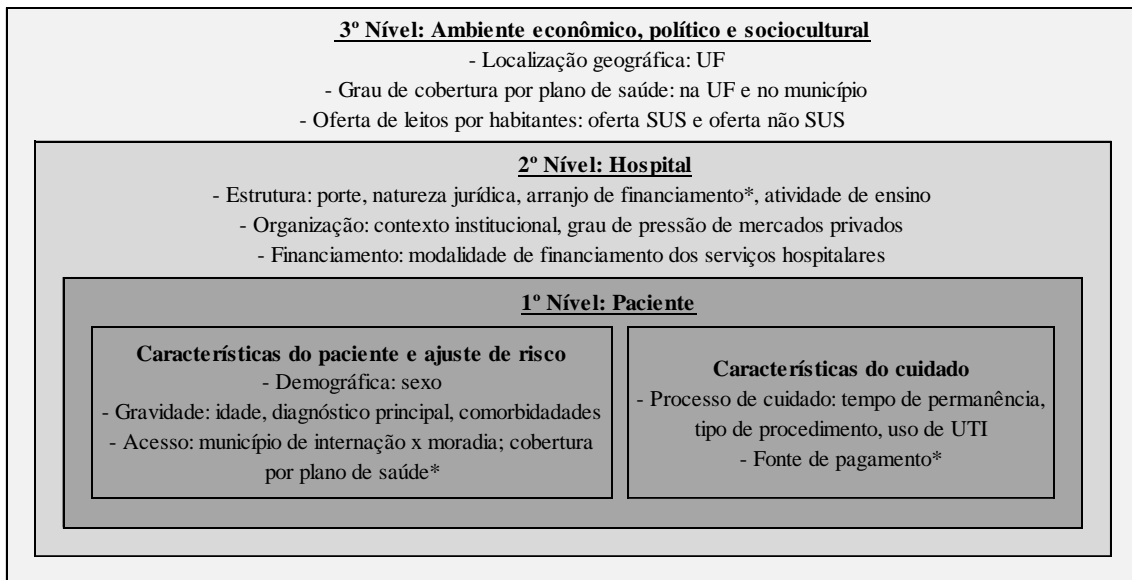 3º Nível: Ambiente econômico, político e sociocultural
- Localização geográfica: UF
- Grau de cobertura por plano de saúde: na UF e no município
- Oferta de leitos por habitantes: oferta SUS e oferta não SUS
2º Nível: Hospital
- Estrutura: porte, natureza jurídica, arranjo de financiamento*, atividade de ensino
- Organização: contexto institucional, grau de pressão de mercados privados
- Financiamento: modalidade de financiamento dos serviços hospitalares
1º Nível: Paciente
Características do paciente e ajuste de risco
- Demográfica: sexo
- Gravidade: idade, diagnóstico principal, comorbidadades
- Acesso: município de internação x moradia; cobertura
por plano de saúde*
Características do cuidado
- Processo de cuidado: tempo de permanência,
tipo de procedimento, uso de UTI
- Fonte de pagamento*